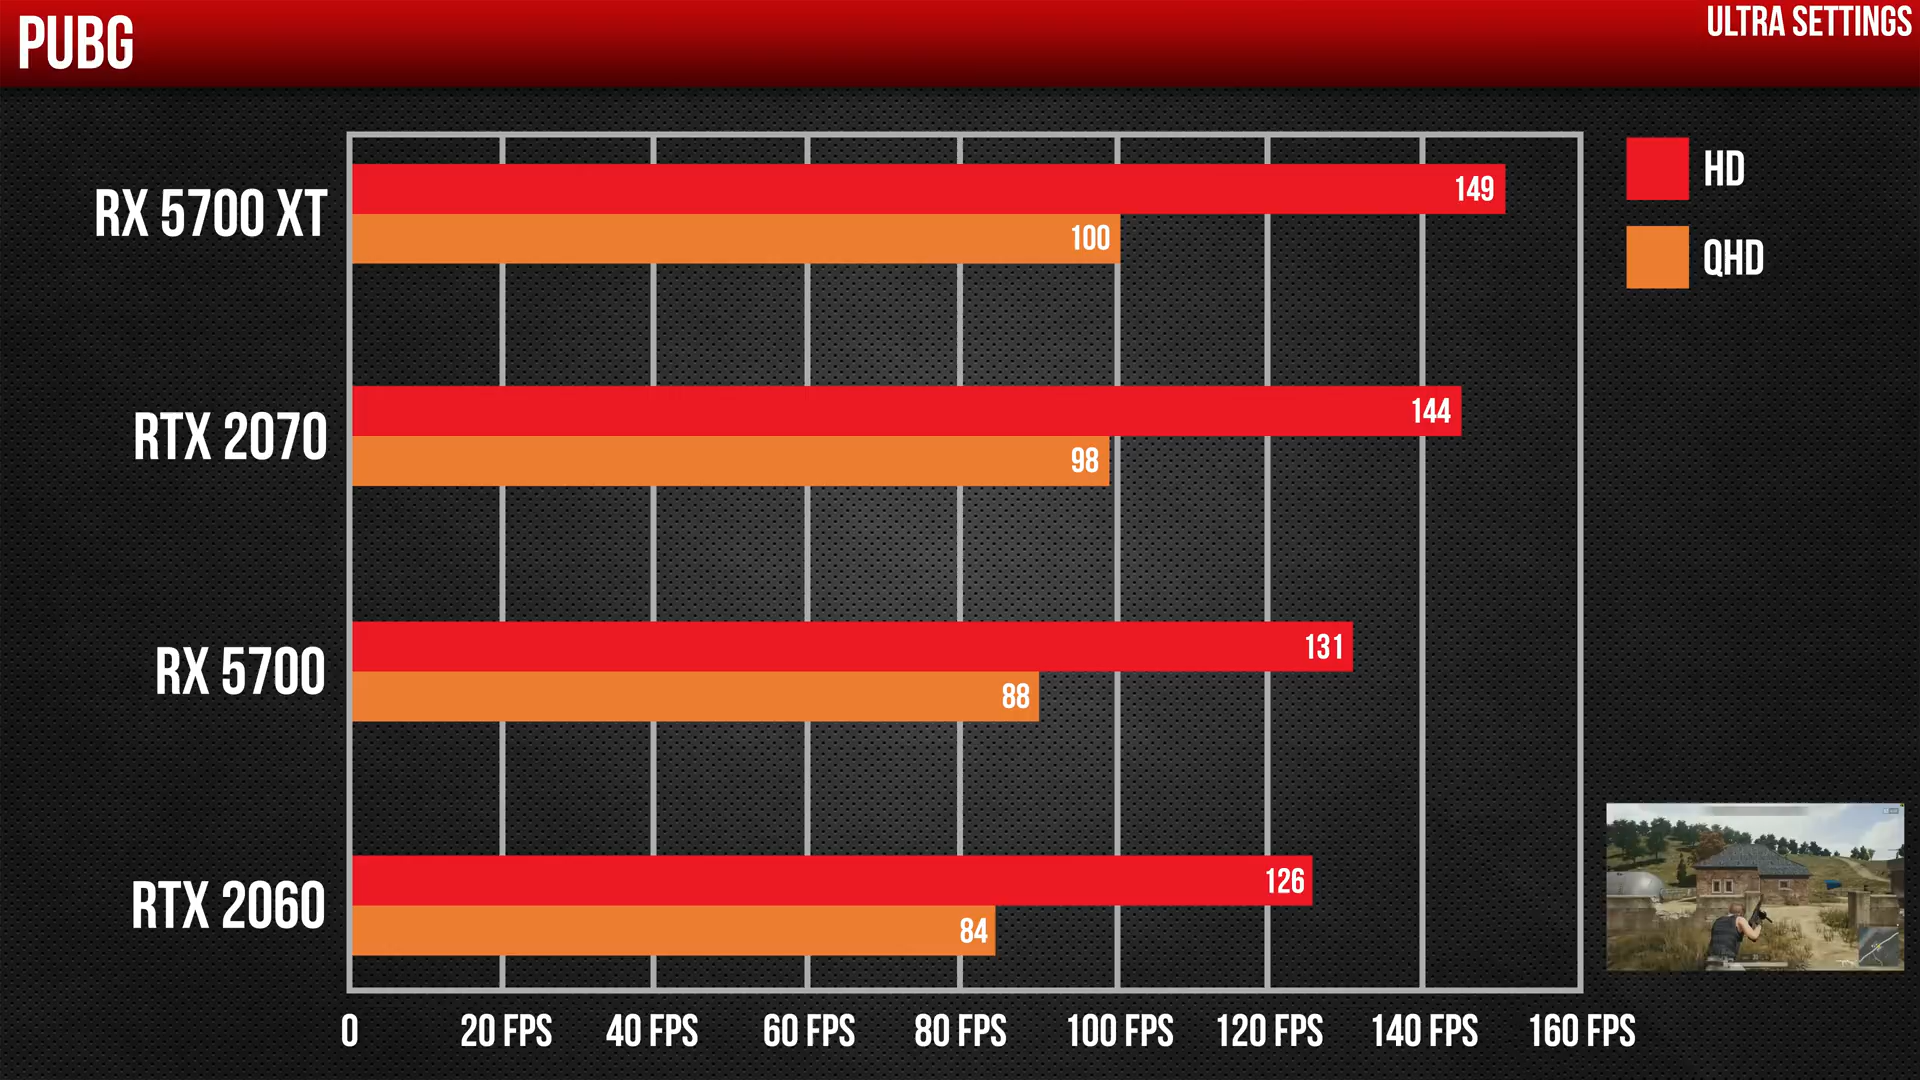 PUBG
ULTRA SETTINGS
HD
QHD
RX 5700 XT
149
100
RTX 2070
144
98
RX 5700
131
88
RTX 2060
126
84
0
20 FPS
40 FPS
60 FPS
80 FPS
100 FPS
120 FPS
140 FPS
160 FPS